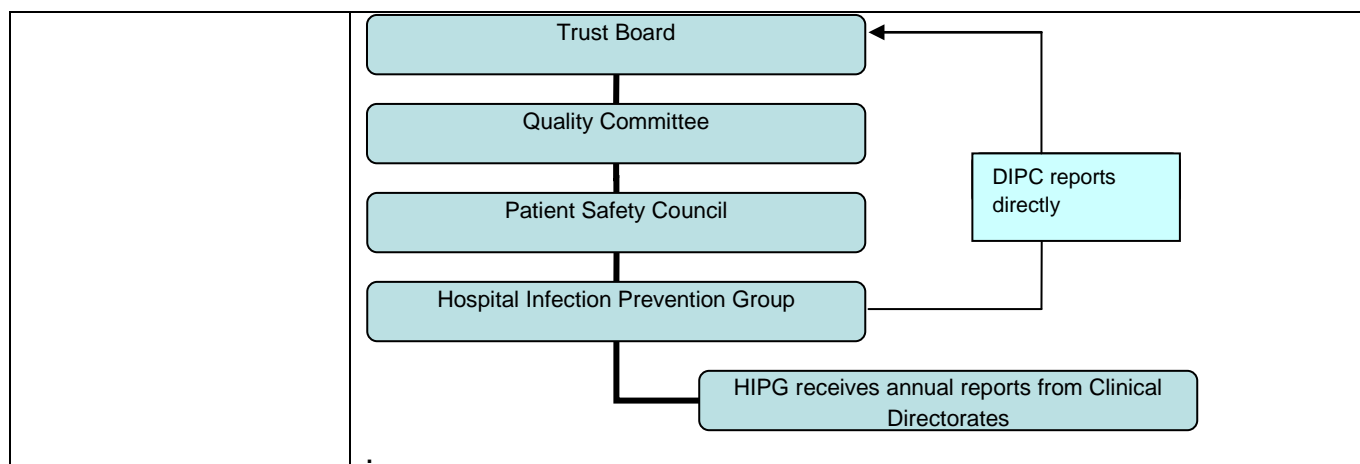 Trust Board
Quality Committee
DIPC reports
directly
Patient Safety Council
Hospital Infection Prevention Group
HIPG receives annual reports from Clinical
Directorates
.